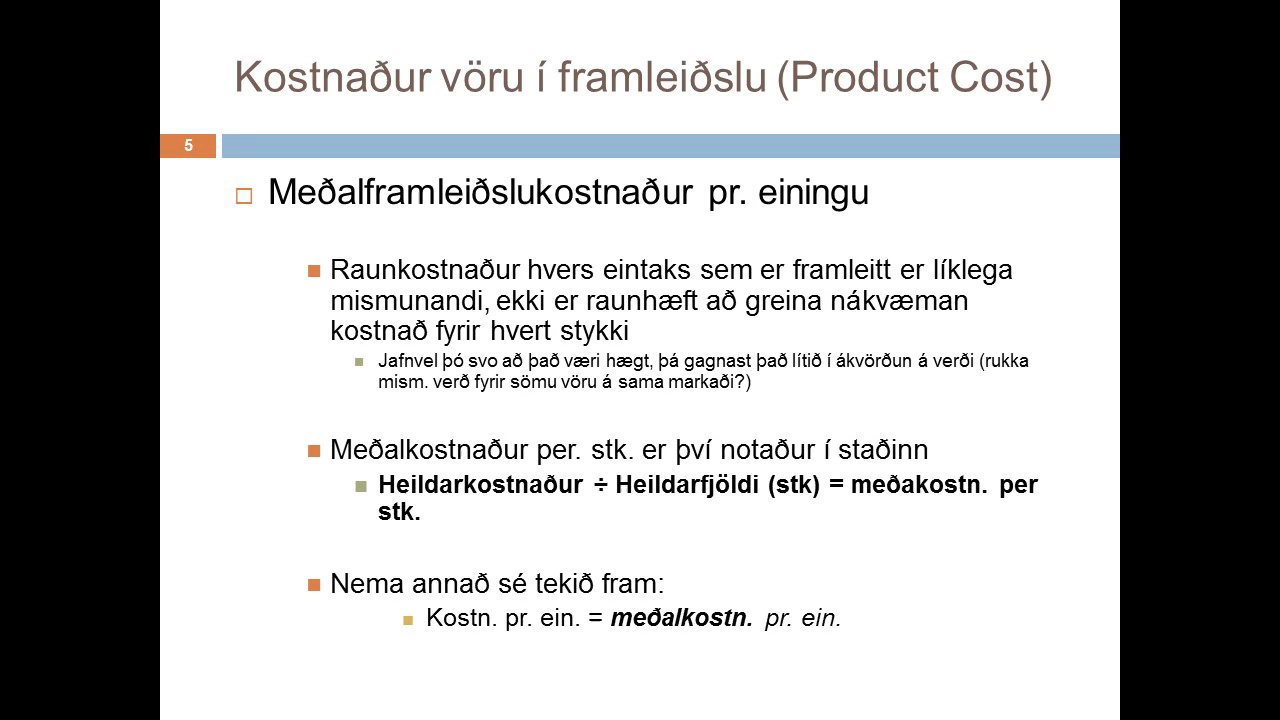 Kostnaður vöru í framleiðslu (Product Cost)
5
Meðalframleiðslukostnaður pr. einingu
Raunkostnaður hvers eintaks sem er framleitt er líklega
mismunandi, ekki er raunhæft að greina nákvæman
kostnað fyrir hvert stykki
Jafnvel þó svo að það væri hægt, þá gagnast það lítið í ákvörðun á verði (rukka
mism. verð fyrir sömu vöru á sama markaði?)
Meðalkostnaður per. stk. er því notaður í staðinn
Heildarkostnaður ÷ Heildarfjöldi (stk) = meðakostn. per
stk.
Nema annað sé tekið fram:
Kostn. pr. ein. = meðalkostn. pr. ein.